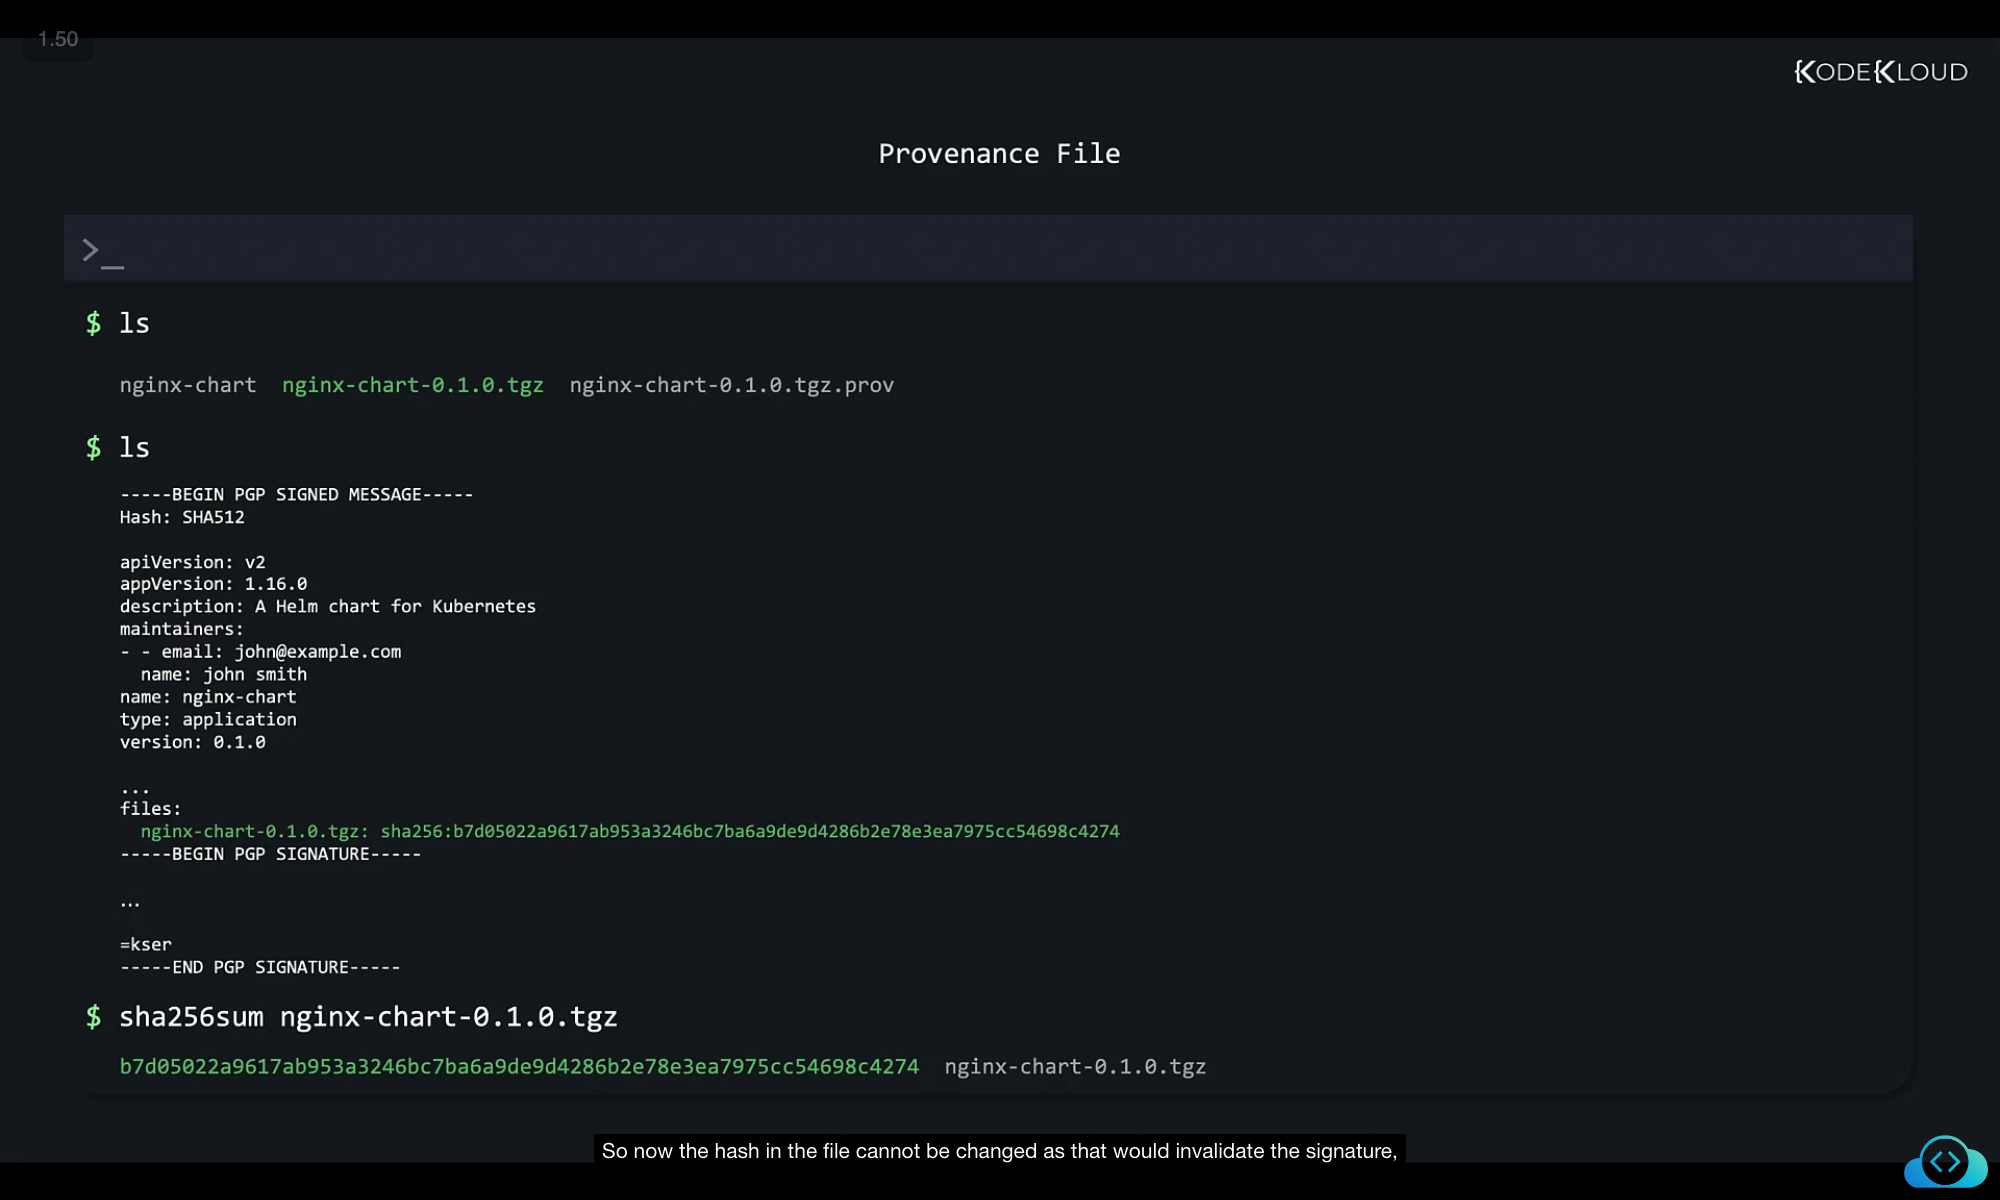 1.50
KODEKLOUD
Provenance File
>_
$ ls
nginx-chart  nginx-chart-0.1.0.tgz  nginx-chart-0.1.0.tgz.prov
$ ls
-----BEGIN PGP SIGNED MESSAGE-----
Hash: SHA512
apiVersion: v2
appVersion: 1.16.0
description: A Helm chart for Kubernetes
maintainers:
- - email: john@example.com
  name: john smith
name: nginx-chart
type: application
version: 0.1.0
...
files:
  nginx-chart-0.1.0.tgz: sha256:b7d05022a9617ab953a3246bc7ba6a9de9d4286b2e78e3ea7975cc54698c4274
-----BEGIN PGP SIGNATURE-----
...
=kser
-----END PGP SIGNATURE-----
$ sha256sum nginx-chart-0.1.0.tgz
b7d05022a9617ab953a3246bc7ba6a9de9d4286b2e78e3ea7975cc54698c4274  nginx-chart-0.1.0.tgz
So now the hash in the file cannot be changed as that would invalidate the signature,